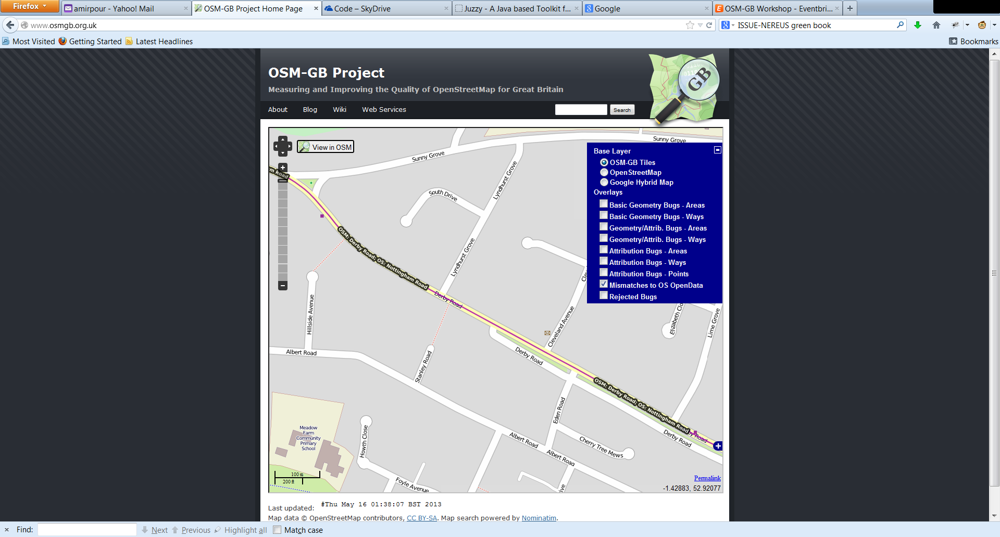 Firefox
amirpour - Yahoo! Mail
OSM-GB Project Home Page
Code – SkyDrive
Juzzy - A Java based Toolkit f...
Google
OSM-GB Workshop - Eventbri...
www.osmgb.org.uk
ISSUE-NEREUS green book
Most Visited
Getting Started
Latest Headlines
Bookmarks
OSM-GB Project
Measuring and Improving the Quality of OpenStreetMap for Great Britain
GB
About
Blog
Wiki
Web Services
Search
View in OSM
Sunny Grove
Sunny Grove
Base Layer
OSM-GB Tiles
OpenStreetMap
Google Hybrid Map
Overlays
Basic Geometry Bugs - Areas
Basic Geometry Bugs - Ways
Geometry/Attrib. Bugs - Areas
Geometry/Attrib. Bugs - Ways
Attribution Bugs - Areas
Attribution Bugs - Ways
Attribution Bugs - Points
Mismatches to OS OpenData
Rejected Bugs
m Road
South Drive
Lyndhurst Grove
Lyndhurst Grove
OSM: Derby Road; OS: Nottingham Road
Derby Road
Cle
Hillside Avenue
Cleveland Avenue
Elizabeth Clo
Lime Grove
Albert Road
Stanley Road
Derby Road
OSM: Derby Road; OS: Nottingham Road
by Road
Derby Road
Eden Road
Meadow
Farm
Community
Primary
School
Howth Close
Albert Road
Cherry Tree Mews
Albert Road
Foyle Avenue
ive
100 m
200 ft
Permalink
-1.42883, 52.92077
Last updated: #Thu May 16 01:38:07 BST 2013
Map data © OpenStreetMap contributors, CC BY-SA. Map search powered by Nominatim.
× Find:
Next
Previous
Highlight all
Match case